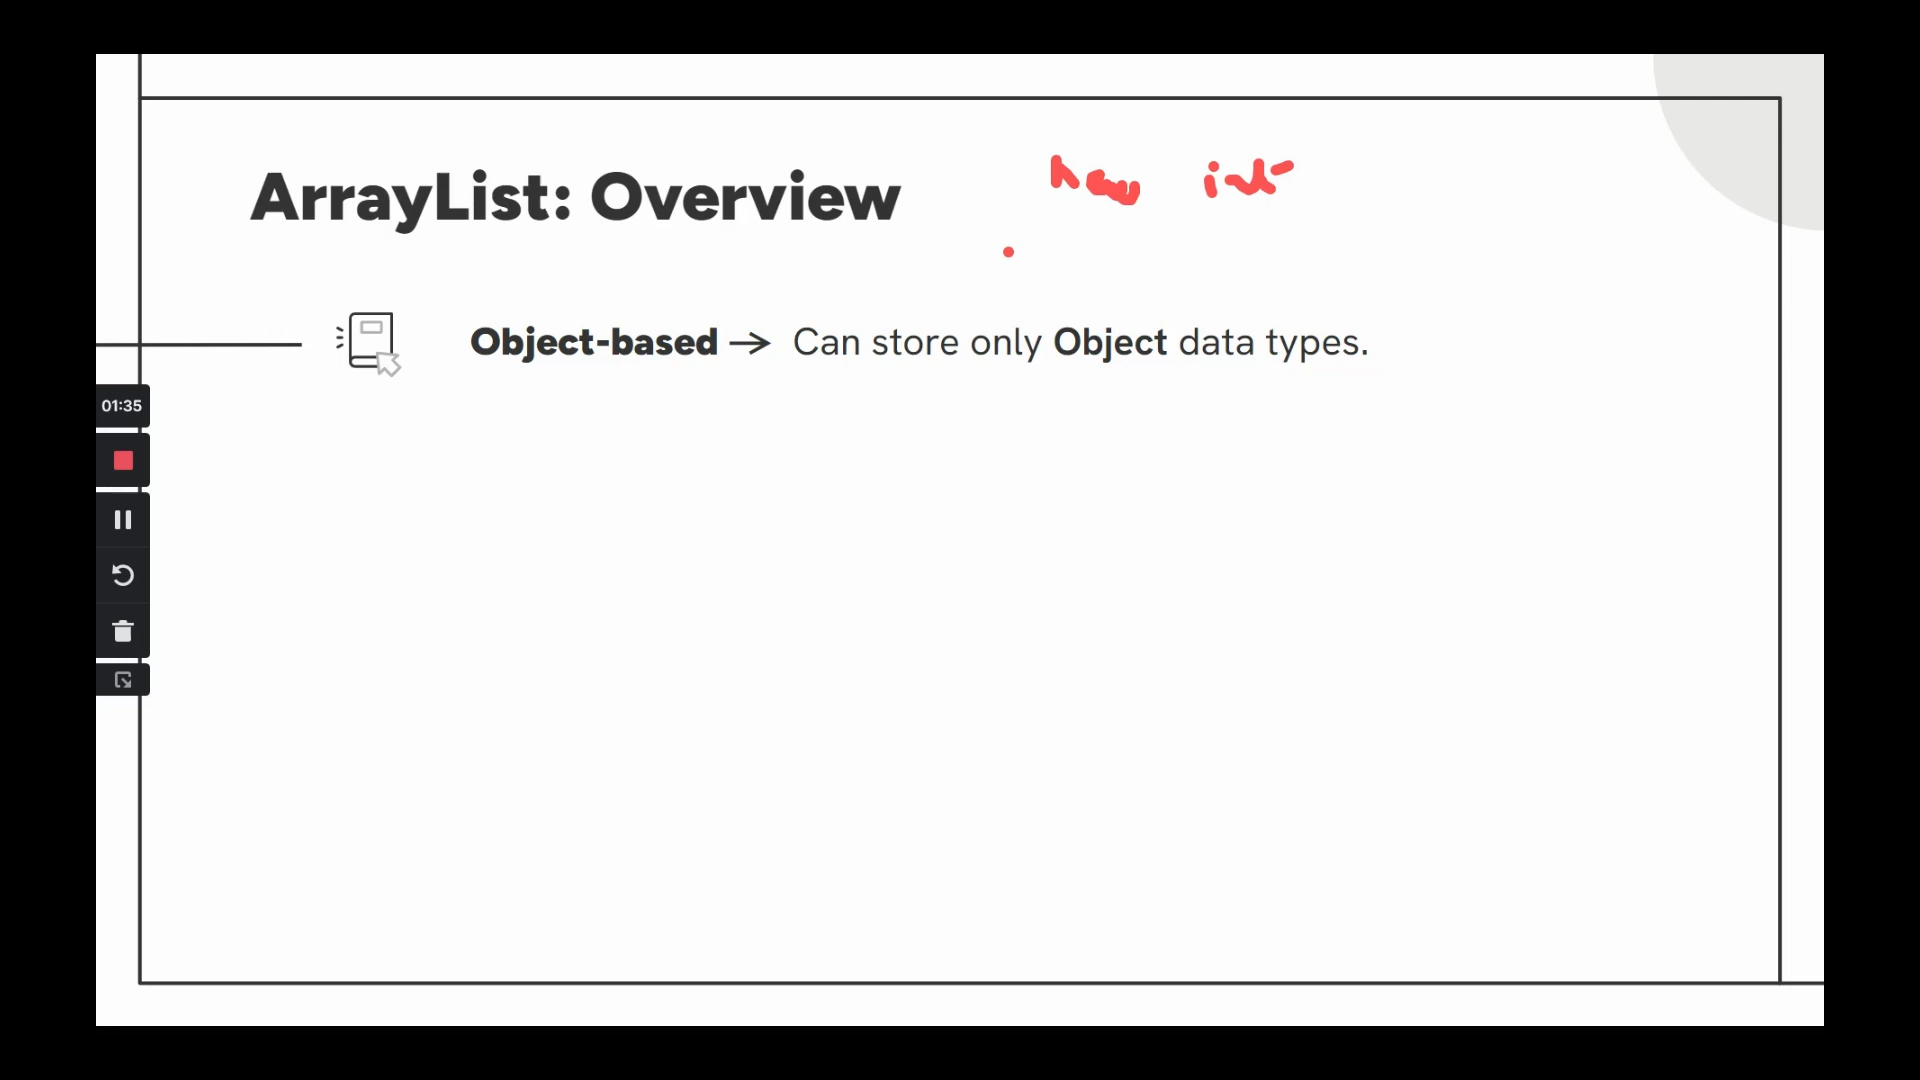 ArrayList: Overview
Object-based → Can store only Object data types.
01:35